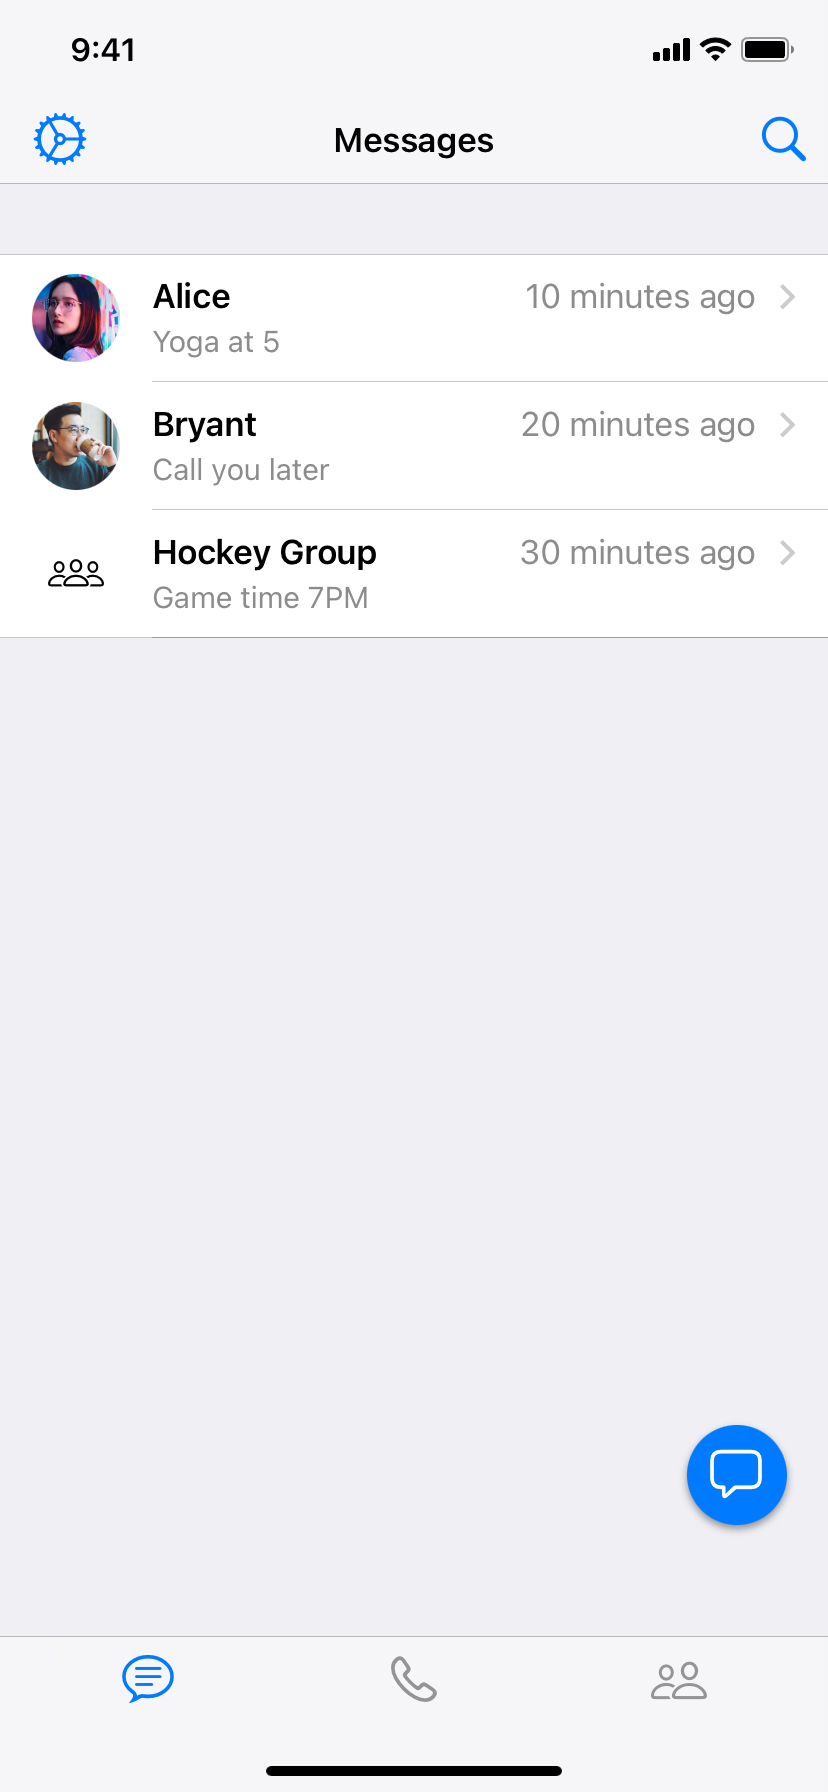 9:41
Messages
Alice 10 minutes ago
Yoga at 5
Bryant 20 minutes ago
Call you later
Hockey Group 30 minutes ago
Game time 7PM